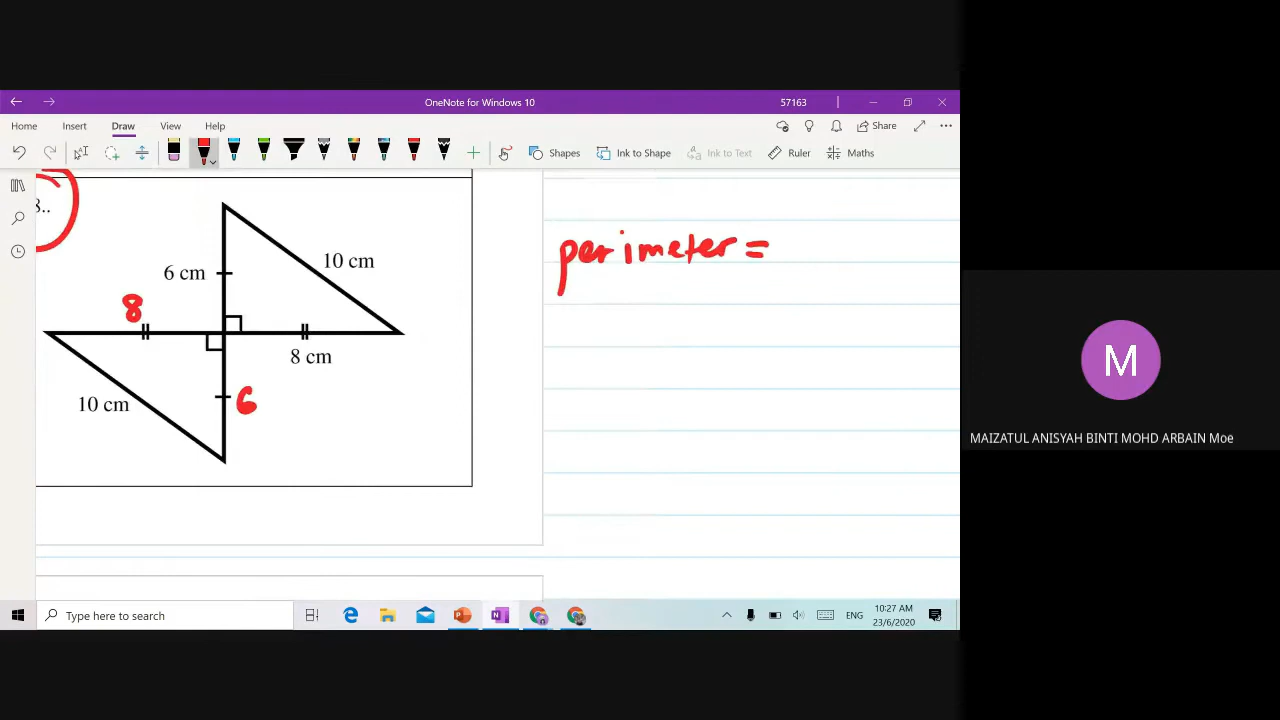 OneNote for Windows 10
57163
Home Insert Draw View Help
Share
Shapes Ink to Shape Ink to Text Ruler Maths
8..
perimeter =
6 cm
10 cm
8
8 cm
10 cm
6
MAIZATUL ANISYAH BINTI MOHD ARBAIN Moe
M
Type here to search
ENG
10:27 AM
23/6/2020